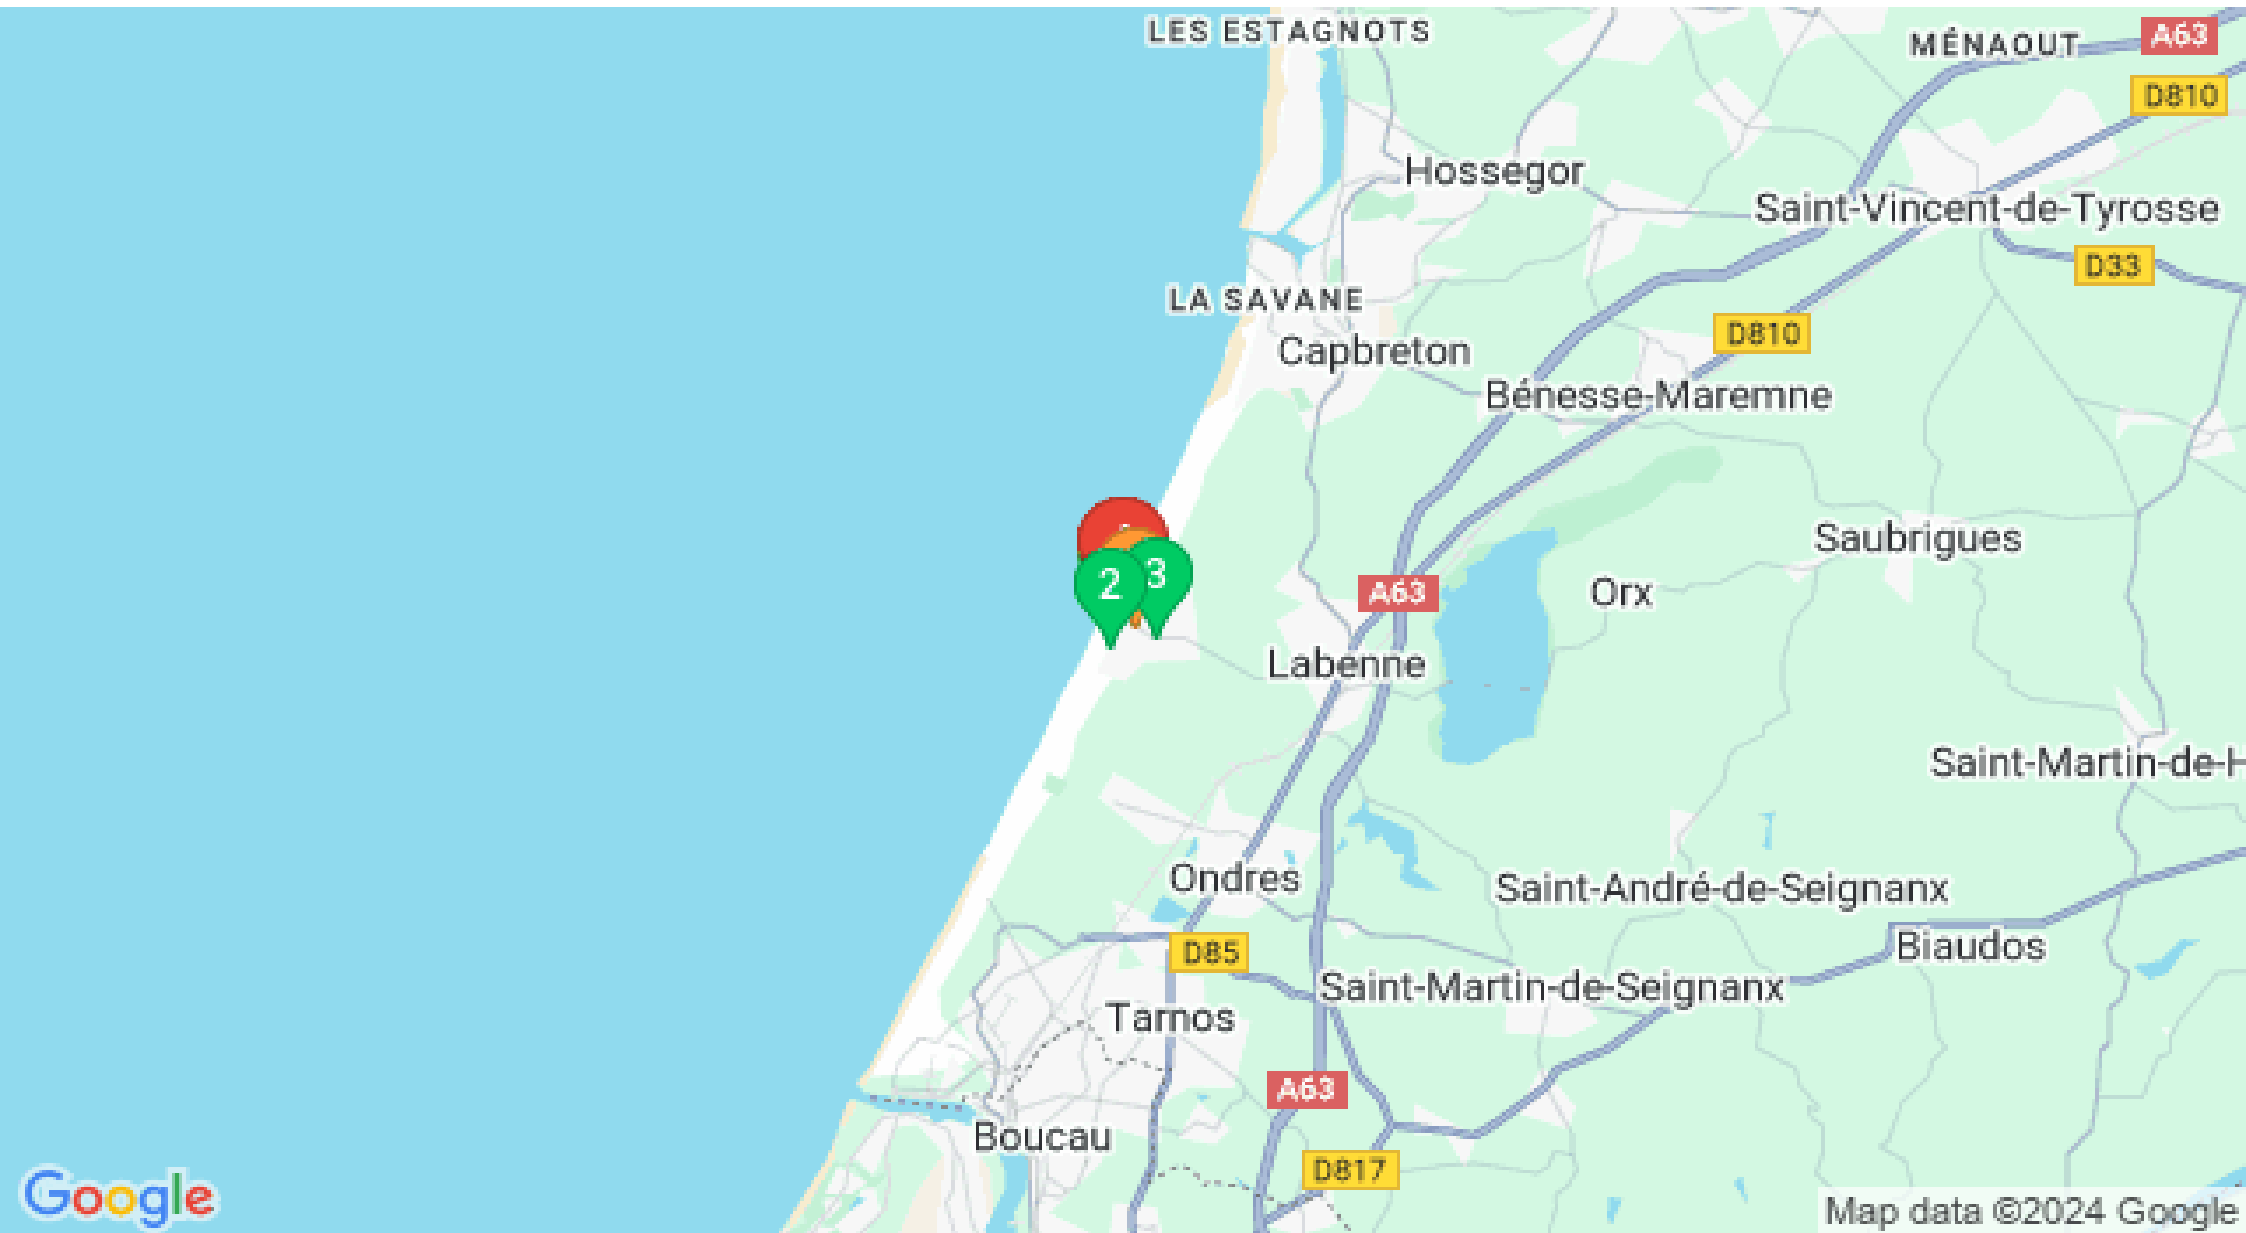 LES ESTAGNOTS
MÉNAOUT
A63
D810
Hossegor
Saint-Vincent-de-Tyrosse
D33
LA SAVANE
D810
Capbreton
Bénesse-Maremne
Saubrigues
2
3
A63
Orx
Labenne
Saint-Martin-de-H
Ondres
Saint-André-de-Seignanx
D85
Biaudos
Saint-Martin-de-Seignanx
Tarnos
A63
Boucau
D817
Google
Map data ©2024 Google